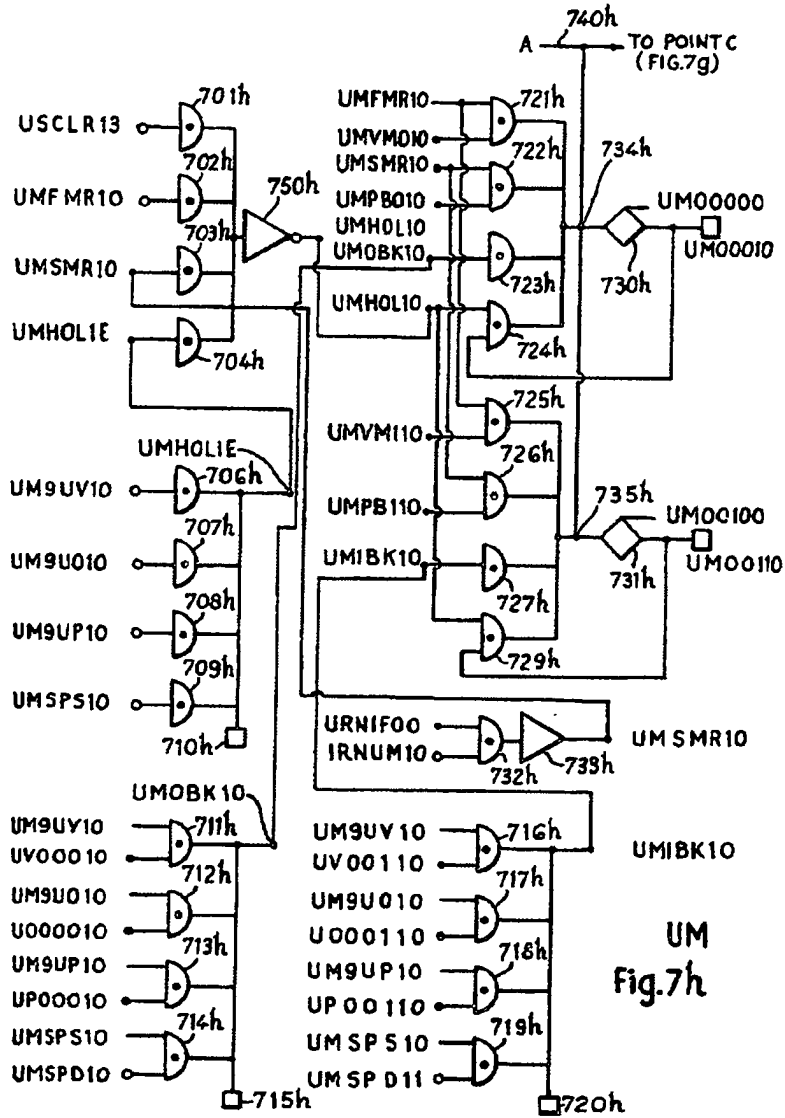 740h
A
TO POINT C
(FIG.7g)
701h
USCLR13
702h
UMFMR10
703h
750h
UMSMR10
UMHOL1E
704h
UMFMR10
721h
UMVM010
UMSMR10
722h
734h
UMPB010
UM00000
UMHOL10
UM0BK10
UM00010
723h
730h
UMHOL10
724h
725h
UMVM110
726h
735h
UMPB110
UM00100
UM1BK10
UM00110
727h
731h
729h
UMHOL1E
706h
UM9UV10
707h
UM9U010
708h
UM9UP10
709h
UMSPS10
710h
URNIF00
IRNUM10
732h
733h
UMSMR10
UM0BK10
UM9UV10
711h
UV00010
712h
UM9U010
U000010
713h
UM9UP10
UP00010
714h
UMSPS10
UMSPD10
715h
UM9UV10
716h
UV00110
717h
UM9U010
U000110
718h
UM9UP10
UP00110
719h
UMSPS10
UMSPD11
720h
UM1BK10
UM
Fig.7h